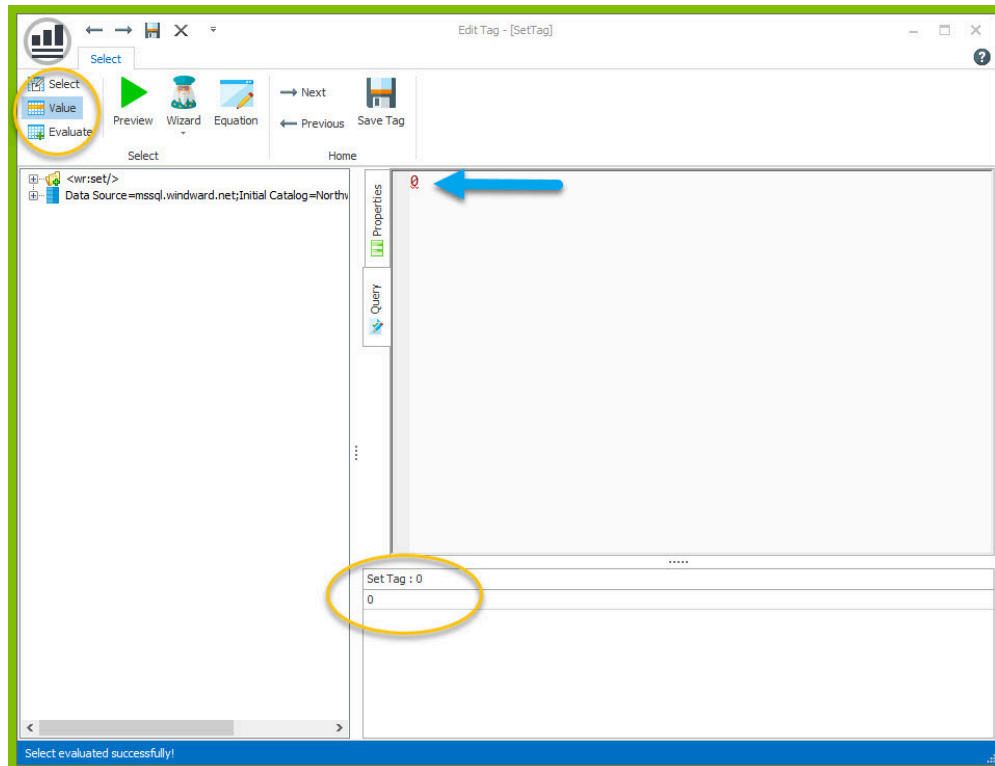 Edit Tag - [SetTag]
Select
?
Select
Value
Evaluate
Preview
Wizard
Equation
Next
Previous
Save Tag
Select
Home
<wr:set/>
Data Source=mssql.windward.net;Initial Catalog=Northw
Properties
Query
0
Set Tag : 0
0
Select evaluated successfully!